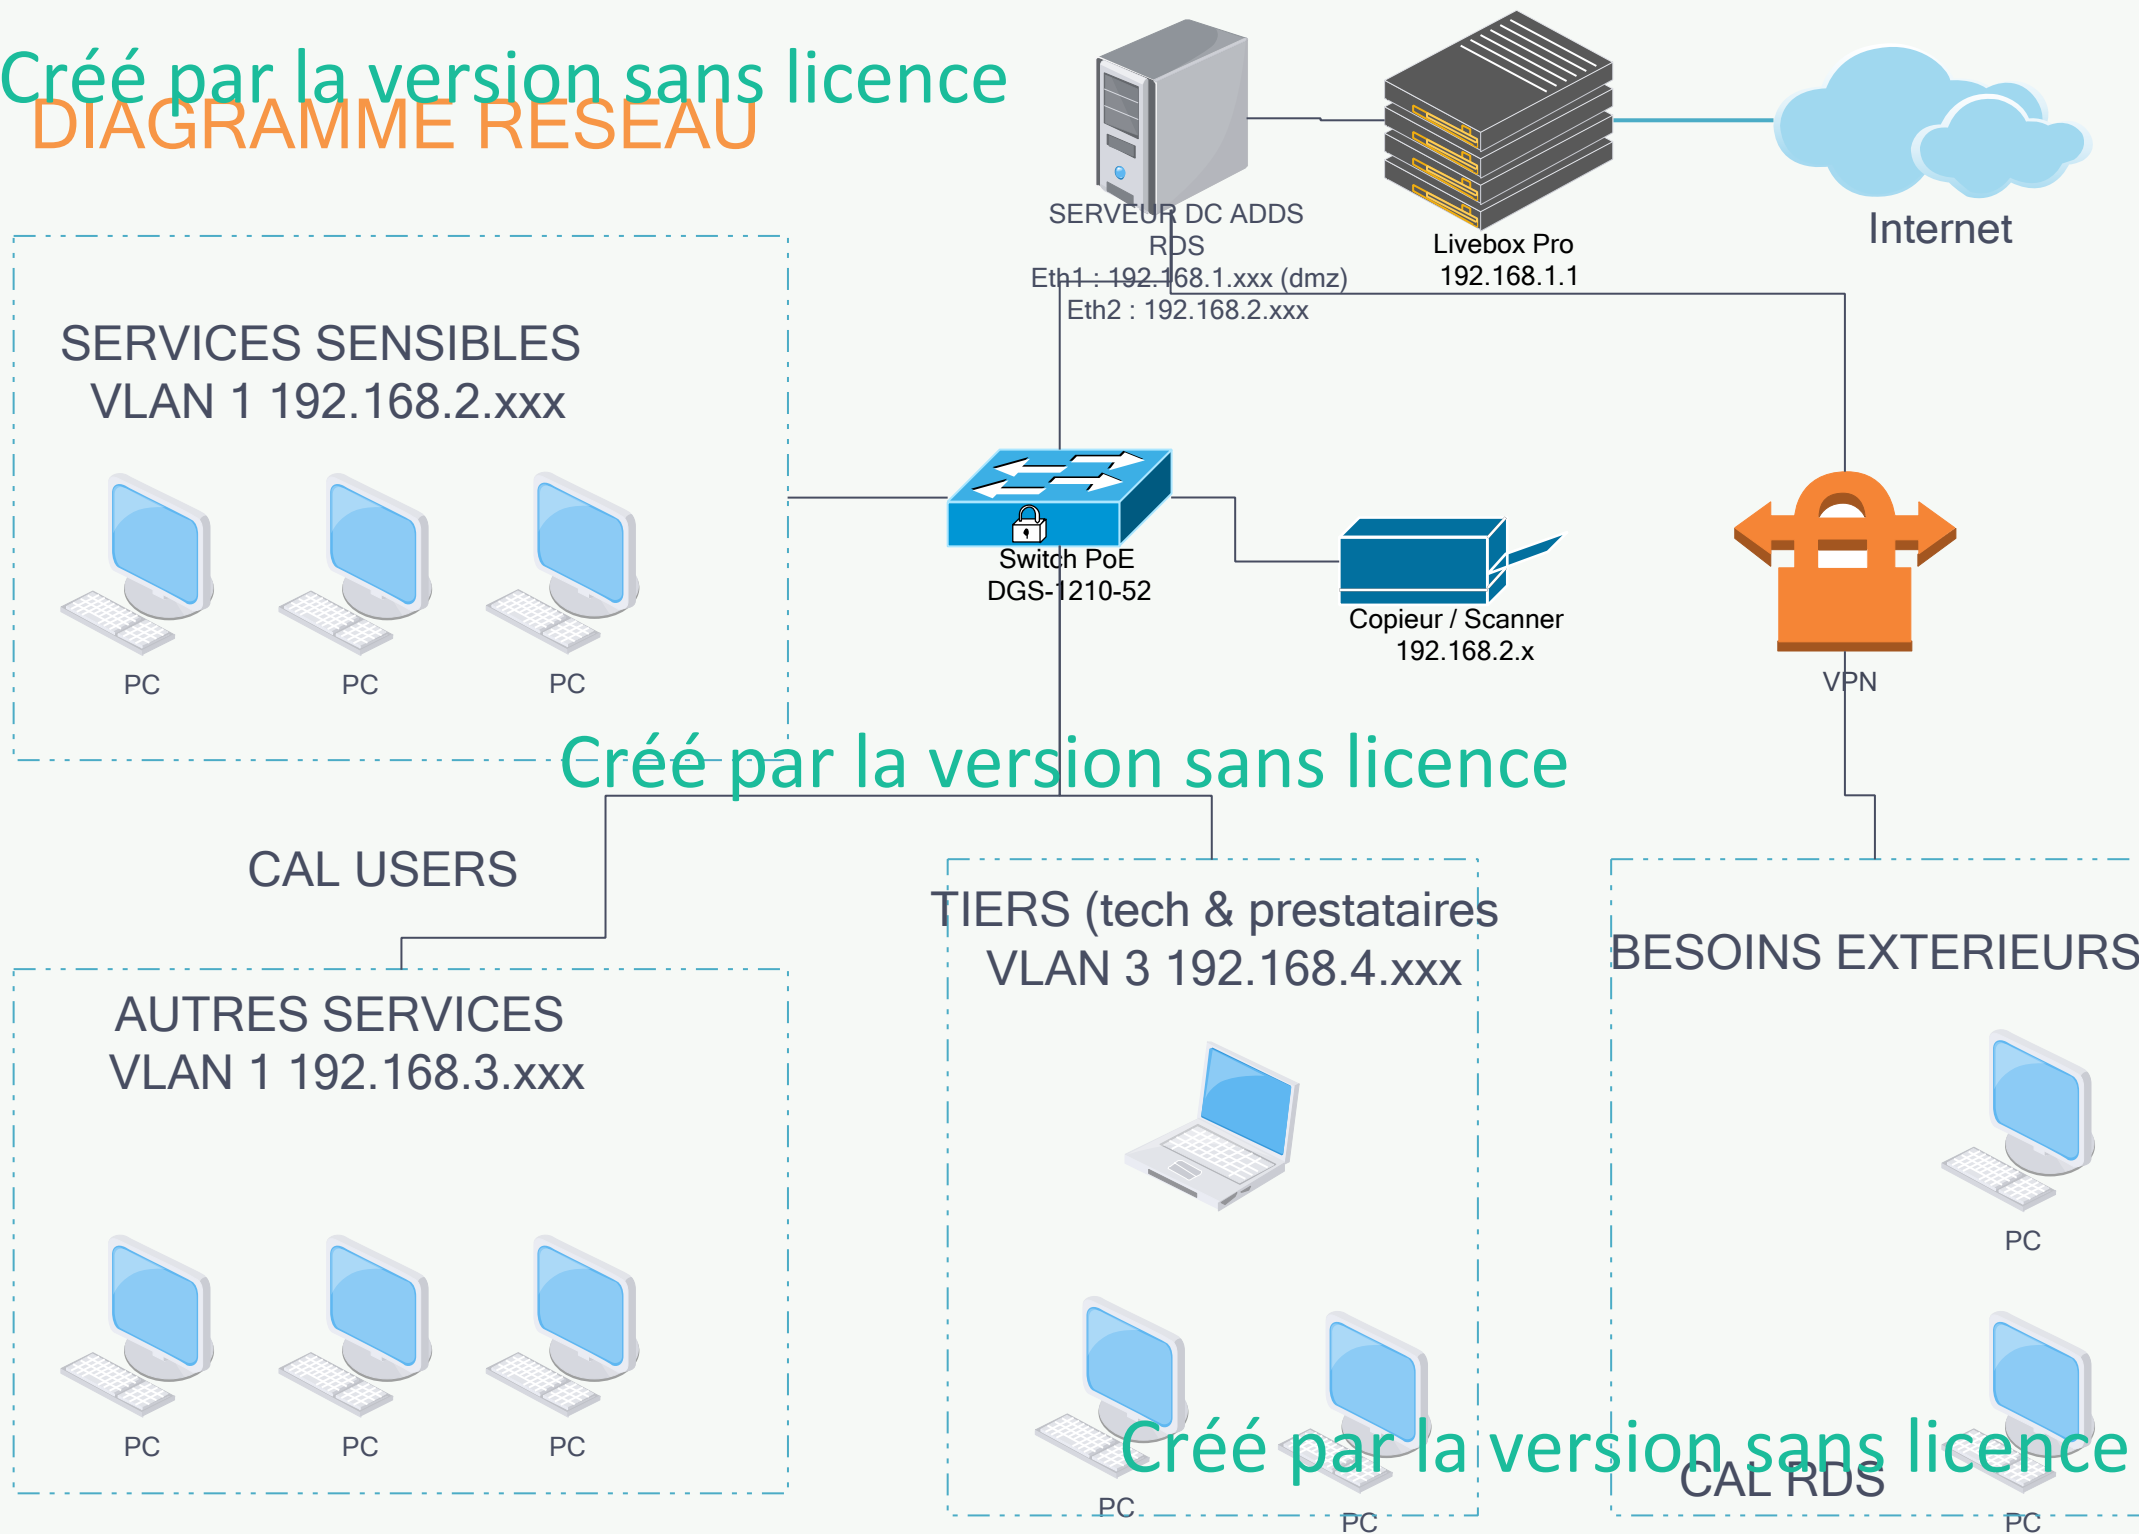 Créé par la version sans licence
DIAGRAMME RESEAU
SERVEUR DC ADDS
RDS
Eth1 : 192.168.1.xxx (dmz)
Eth2 : 192.168.2.xxx
Livebox Pro
192.168.1.1
Internet
SERVICES SENSIBLES
VLAN 1 192.168.2.xxx
PC
PC
PC
Switch PoE
DGS-1210-52
Copieur / Scanner
192.168.2.x
VPN
Créé par la version sans licence
CAL USERS
AUTRES SERVICES
VLAN 1 192.168.3.xxx
PC
PC
PC
TIERS (tech & prestataires
VLAN 3 192.168.4.xxx
PC
PC
BESOINS EXTERIEURS
PC
Créé par la version sans licence
CAL RDS
PC